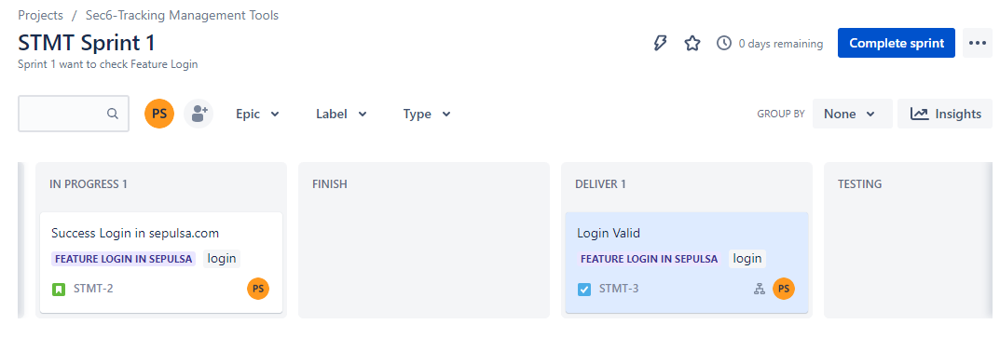 Projects / Sec6-Tracking Management Tools
STMT Sprint 1
0 days remaining
Complete sprint
Sprint 1 want to check Feature Login
PS
Epic
Label
Type
GROUP BY
None
Insights
IN PROGRESS 1
Success Login in sepulsa.com
FEATURE LOGIN IN SEPULSA login
STMT-2
PS
FINISH
DELIVER 1
Login Valid
FEATURE LOGIN IN SEPULSA login
STMT-3
PS
TESTING